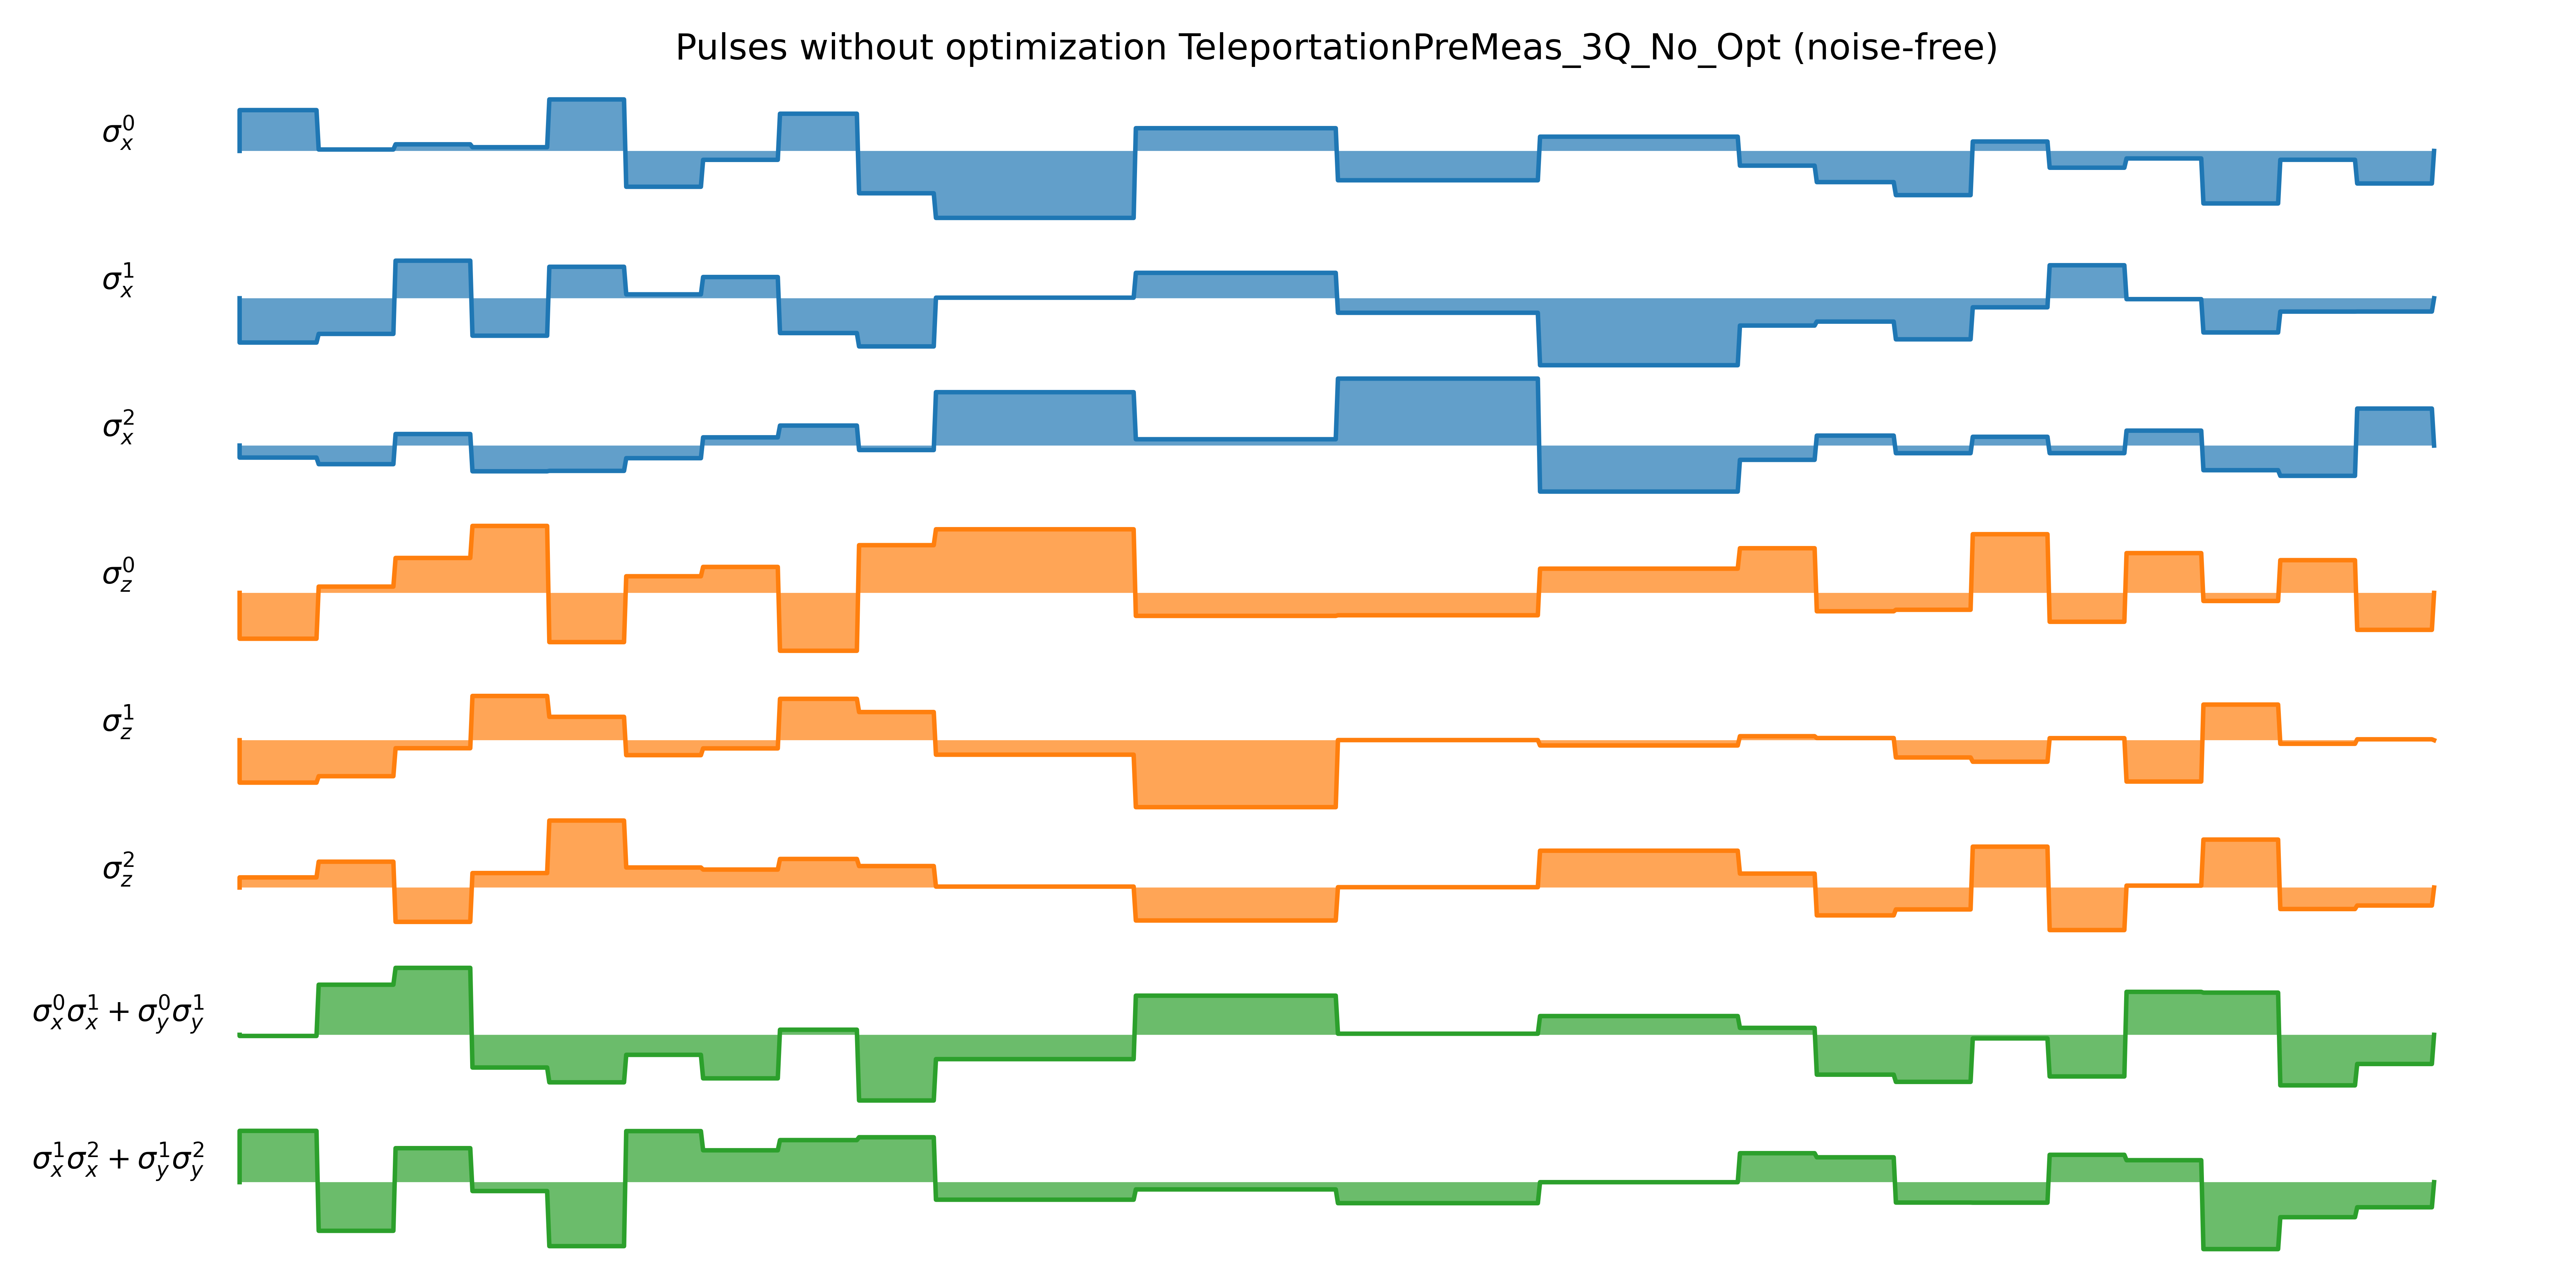 Pulses without optimization TeleportationPreMeas_3Q_No_Opt (noise-free)
σ_x^0
σ_x^1
σ_x^2
σ_z^0
σ_z^1
σ_z^2
σ_x^0σ_x^1 + σ_y^0σ_y^1
σ_x^1σ_x^2 + σ_y^1σ_y^2